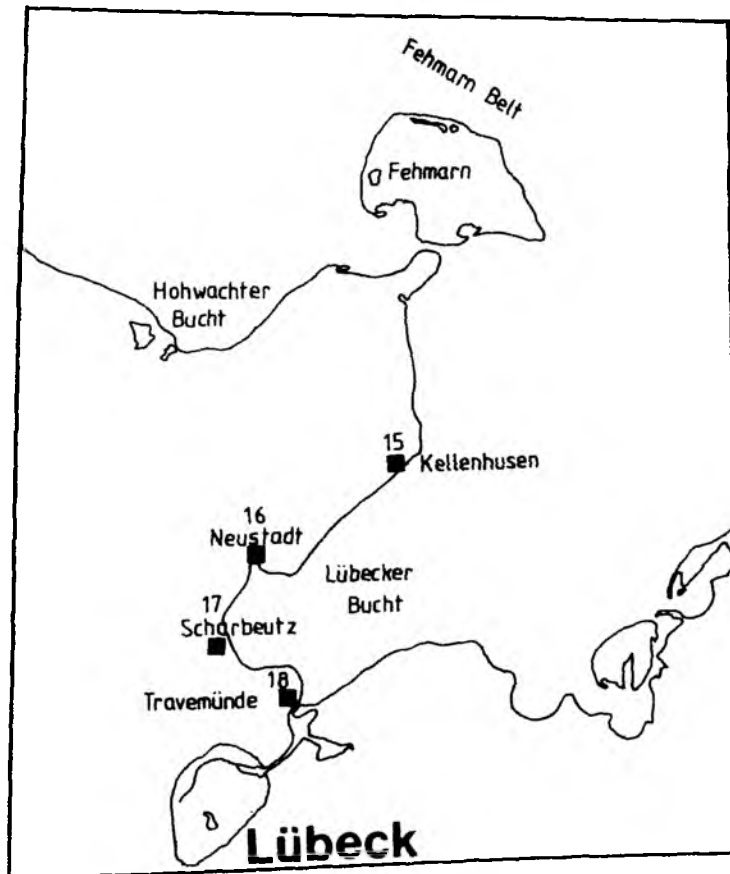 Fehmarn Belt
Fehmarn
Hohwachter
Bucht
15
Kellenhusen
16
Neustadt
Lübecker
Bucht
17
Scharbeutz
18
Travemünde
Lübeck